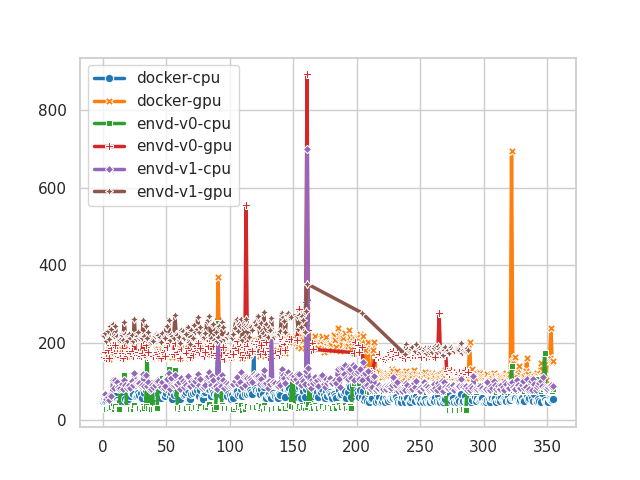 docker-cpu
docker-gpu
envd-v0-cpu
envd-v0-gpu
envd-v1-cpu
envd-v1-gpu
800
600
400
200
0
0 50 100 150 200 250 300 350